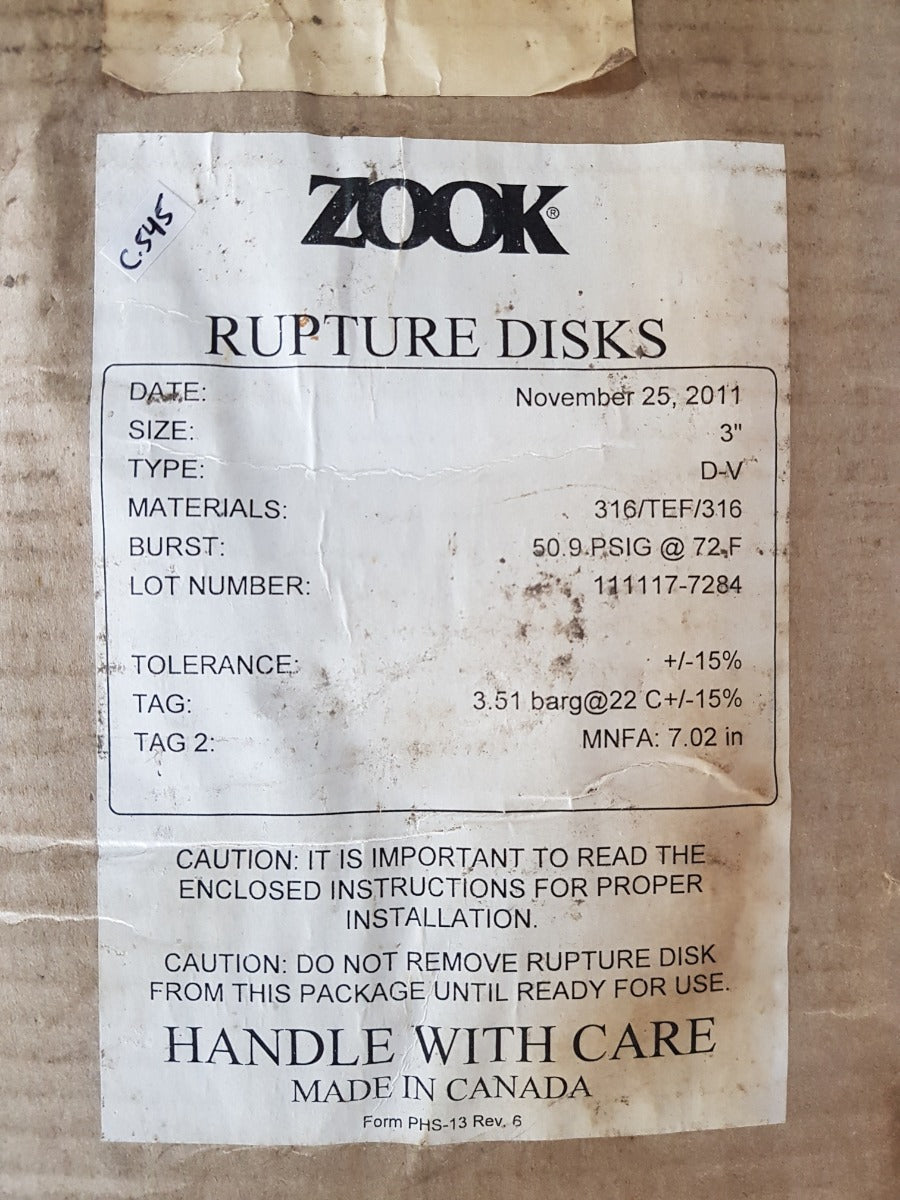 C.545
ZOOK®
RUPTURE DISKS
DATE: November 25, 2011
SIZE: 3"
TYPE: D-V
MATERIALS: 316/TEF/316
BURST: 50.9 PSIG @ 72 F
LOT NUMBER: 111117-7284
TOLERANCE: +/-15%
TAG: 3.51 barg@22 C+/-15%
TAG 2: MNFA: 7.02 in
CAUTION: IT IS IMPORTANT TO READ THE
ENCLOSED INSTRUCTIONS FOR PROPER
INSTALLATION.
CAUTION: DO NOT REMOVE RUPTURE DISK
FROM THIS PACKAGE UNTIL READY FOR USE.
HANDLE WITH CARE
MADE IN CANADA
Form PHS-13 Rev. 6